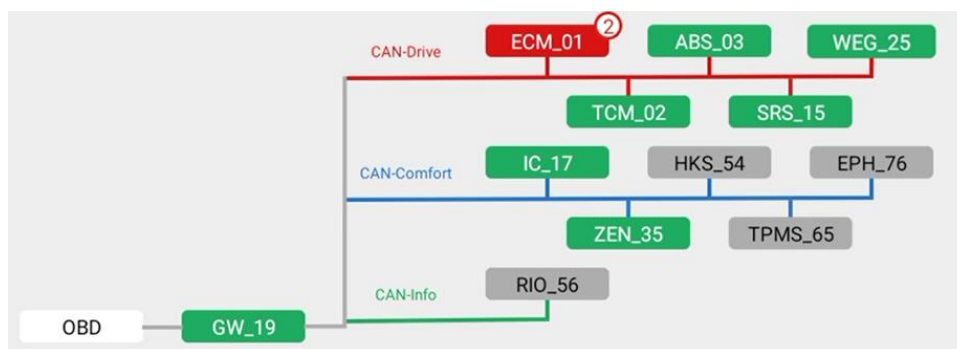 2
CAN-Drive
ECM_01
ABS_03
WEG_25
TCM_02
SRS_15
CAN-Comfort
IC_17
HKS_54
EPH_76
ZEN_35
TPMS_65
CAN-Info
RIO_56
OBD
GW_19